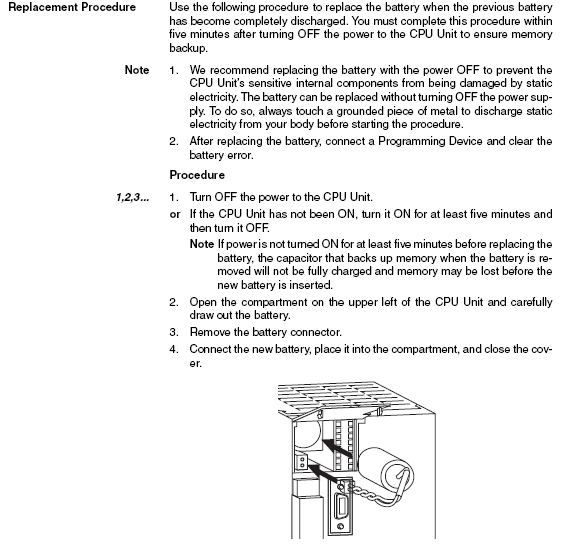 Replacement Procedure
Use the following procedure to replace the battery when the previous battery
has become completely discharged. You must complete this procedure within
five minutes after turning OFF the power to the CPU Unit to ensure memory
backup.
Note 1. We recommend replacing the battery with the power OFF to prevent the
CPU Unit's sensitive internal components from being damaged by static
electricity. The battery can be replaced without turning OFF the power sup-
ply. To do so, always touch a grounded piece of metal to discharge static
electricity from your body before starting the procedure.
2. After replacing the battery, connect a Programming Device and clear the
battery error.
Procedure
1,2,3... 1. Turn OFF the power to the CPU Unit.
or If the CPU Unit has not been ON, turn it ON for at least five minutes and
then turn it OFF.
Note If power is not turned ON for at least five minutes before replacing the
battery, the capacitor that backs up memory when the battery is re-
moved will not be fully charged and memory may be lost before the
new battery is inserted.
2. Open the compartment on the upper left of the CPU Unit and carefully
draw out the battery.
3. Remove the battery connector.
4. Connect the new battery, place it into the compartment, and close the cov-
er.